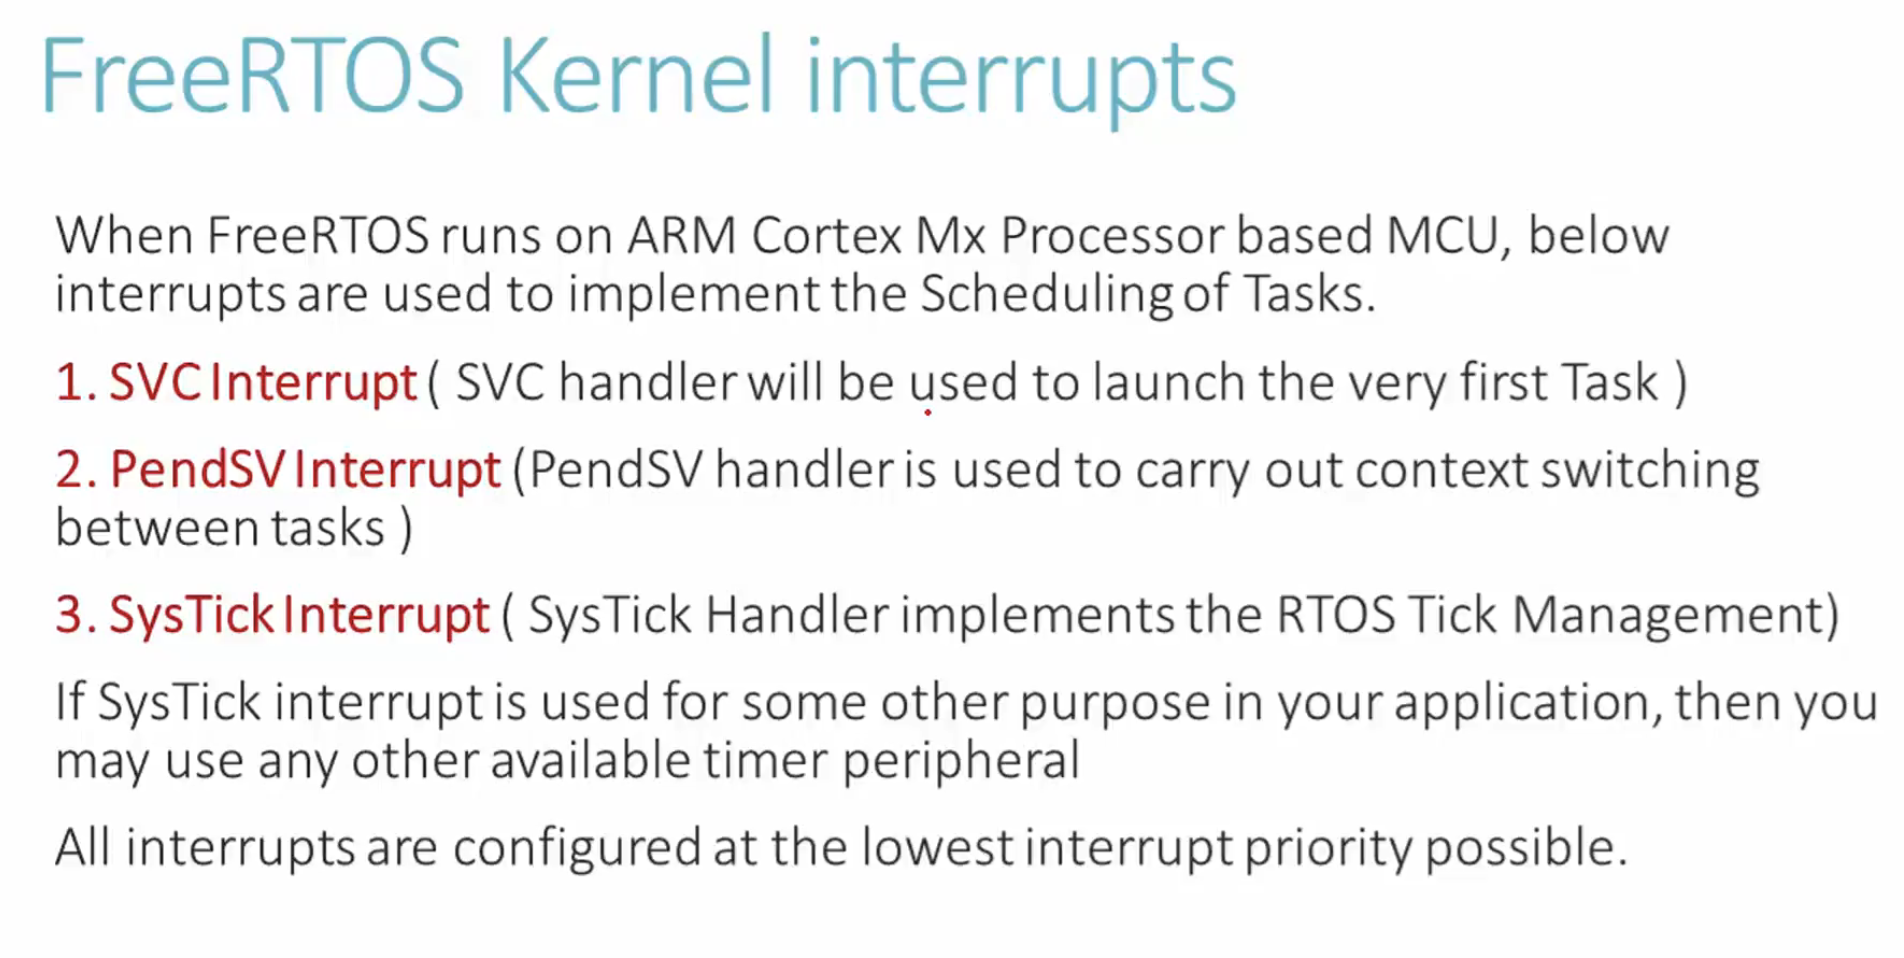 FreeRTOS Kernel interrupts
When FreeRTOS runs on ARM Cortex Mx Processor based MCU, below
interrupts are used to implement the Scheduling of Tasks.
1. SVC Interrupt ( SVC handler will be used to launch the very first Task )
2. PendSV Interrupt (PendSV handler is used to carry out context switching
between tasks )
3. SysTick Interrupt ( SysTick Handler implements the RTOS Tick Management)
If SysTick interrupt is used for some other purpose in your application, then you
may use any other available timer peripheral
All interrupts are configured at the lowest interrupt priority possible.